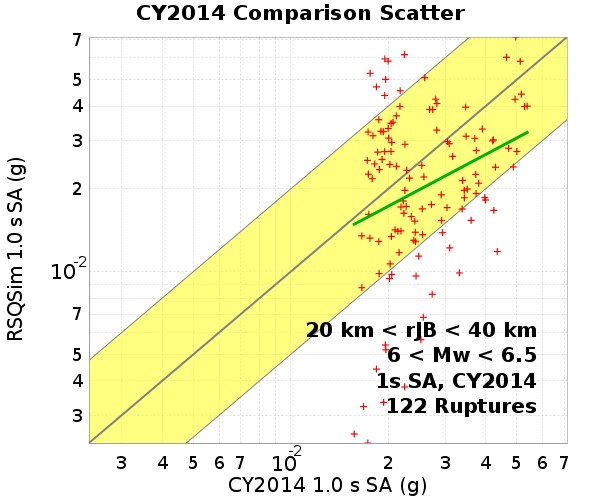 CY2014 Comparison Scatter
RSQSim 1.0 s SA (g)
7
5
4
3
2
10-2
7
5
4
3
20 km < rJB < 40 km
6 < Mw < 6.5
1s SA, CY2014
122 Ruptures
3 4 5 6 7 10-2 2 3 4 5 6 7
CY2014 1.0 s SA (g)